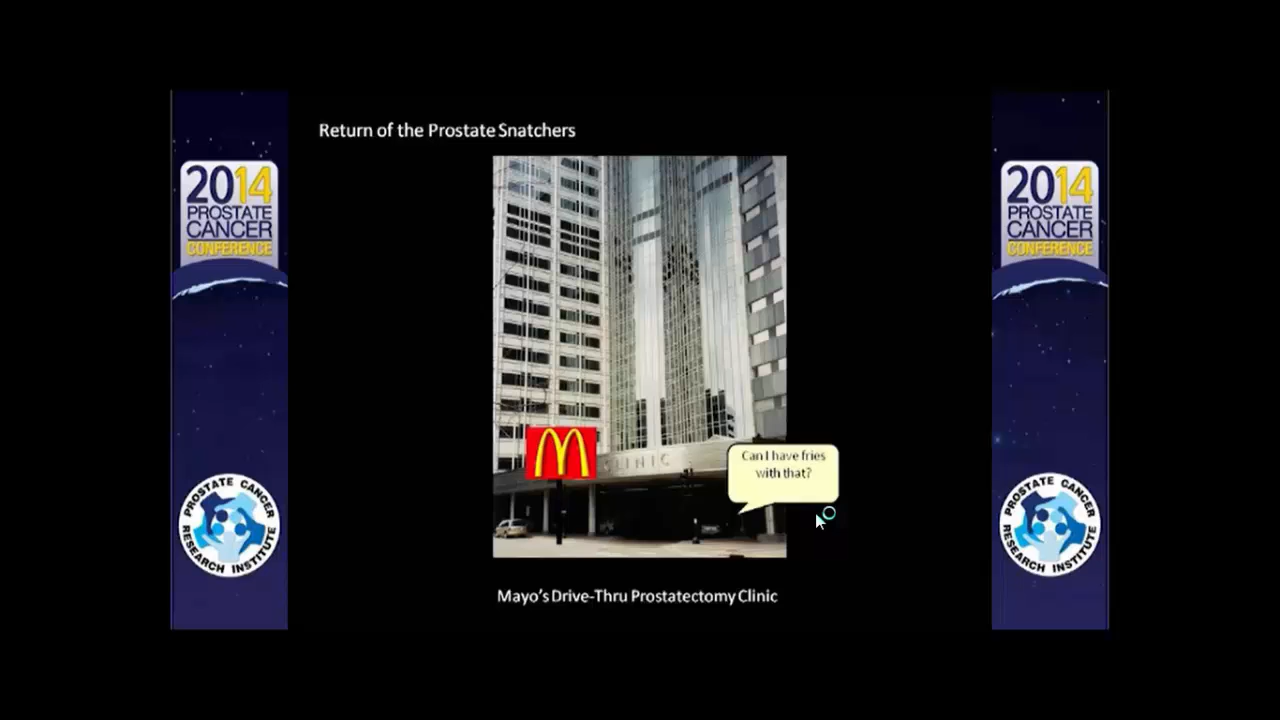 Return of the Prostate Snatchers
2014
PROSTATE
CANCER
CONFERENCE
PROSTATE CANCER
RESEARCH INSTITUTE
M
CLINIC
Can I have fries
with that?
Mayo's Drive-Thru Prostatectomy Clinic
2014
PROSTATE
CANCER
CONFERENCE
PROSTATE CANCER
RESEARCH INSTITUTE